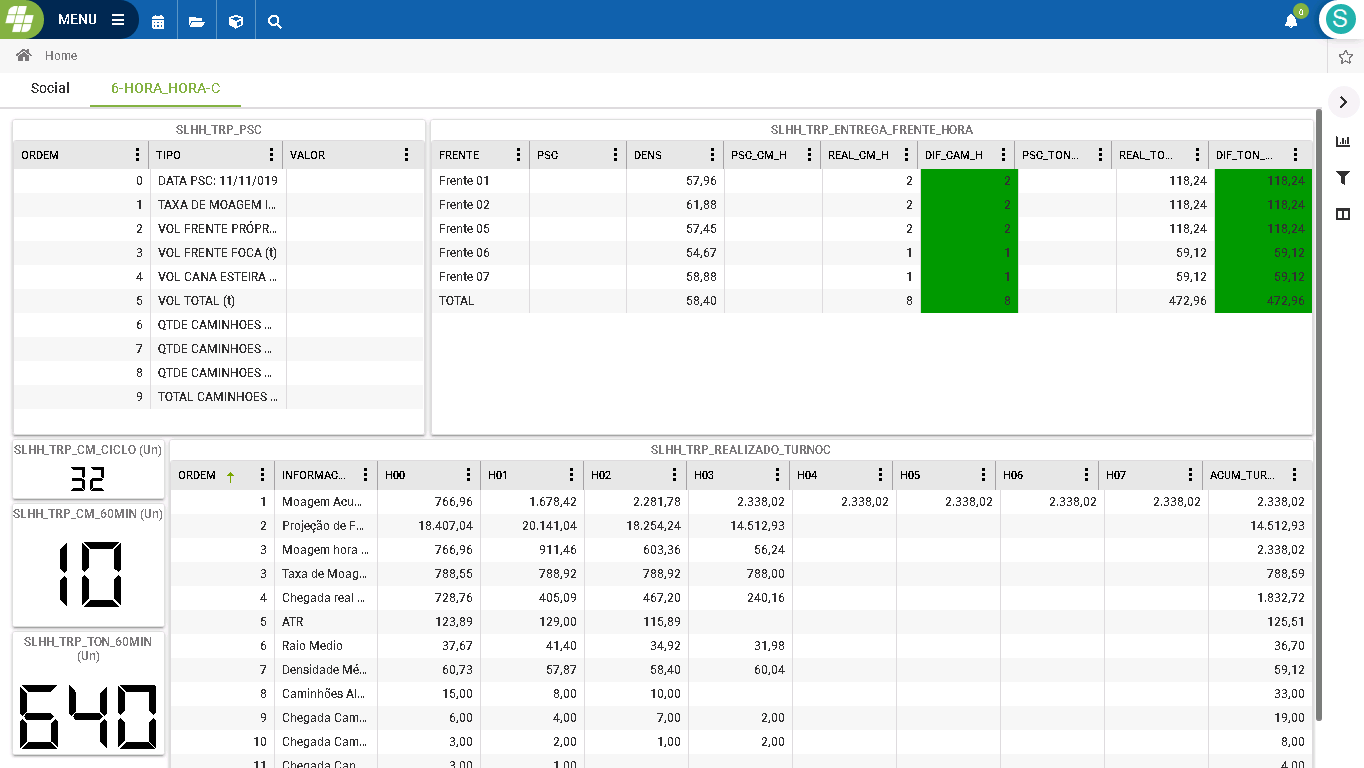 MENU
0
S
Home
Social 6-HORA_HORA-C
SLHH_TRP_PSC
ORDEM TIPO VALOR
0 DATA PSC: 11/11/019
1 TAXA DE MOAGEM I...
2 VOL FRENTE PRÓPR...
3 VOL FRENTE FOCA (t)
4 VOL CANA ESTEIRA ...
5 VOL TOTAL (t)
6 QTDE CAMINHOES ...
7 QTDE CAMINHOES ...
8 QTDE CAMINHOES ...
9 TOTAL CAMINHOES ...
SLHH_TRP_ENTREGA_FRENTE_HORA
FRENTE PSC DENS PSC_CM_H REAL_CM_H DIF_CAM_H PSC_TON... REAL_TO... DIF_TON_...
Frente 01 57,96 2 2 118,24 118,24
Frente 02 61,88 2 2 118,24 118,24
Frente 05 57,45 2 2 118,24 118,24
Frente 06 54,67 1 1 59,12 59,12
Frente 07 58,88 1 1 59,12 59,12
TOTAL 58,40 8 8 472,96 472,96
SLHH_TRP_CM_CICLO (Un)
32
SLHH_TRP_CM_60MIN (Un)
10
SLHH_TRP_TON_60MIN
(Un)
640
SLHH_TRP_REALIZADO_TURNOC
ORDEM INFORMAC... H00 H01 H02 H03 H04 H05 H06 H07 ACUM_TUR...
1 Moagem Acu... 766,96 1.678,42 2.281,78 2.338,02 2.338,02 2.338,02 2.338,02 2.338,02 2.338,02
2 Projeção de F... 18.407,04 20.141,04 18.254,24 14.512,93 14.512,93
3 Moagem hora ... 766,96 911,46 603,36 56,24 2.338,02
3 Taxa de Moag... 788,55 788,92 788,92 788,00 788,59
4 Chegada real ... 728,76 405,09 467,20 240,16 1.832,72
5 ATR 123,89 129,00 115,89 125,51
6 Raio Medio 37,67 41,40 34,92 31,98 36,70
7 Densidade Mé... 60,73 57,87 58,40 60,04 59,12
8 Caminhões Al... 15,00 8,00 10,00 33,00
9 Chegada Cam... 6,00 4,00 7,00 2,00 19,00
10 Chegada Cam... 3,00 2,00 1,00 2,00 8,00
11 Chegada Can... 3,00 1,00 4,00